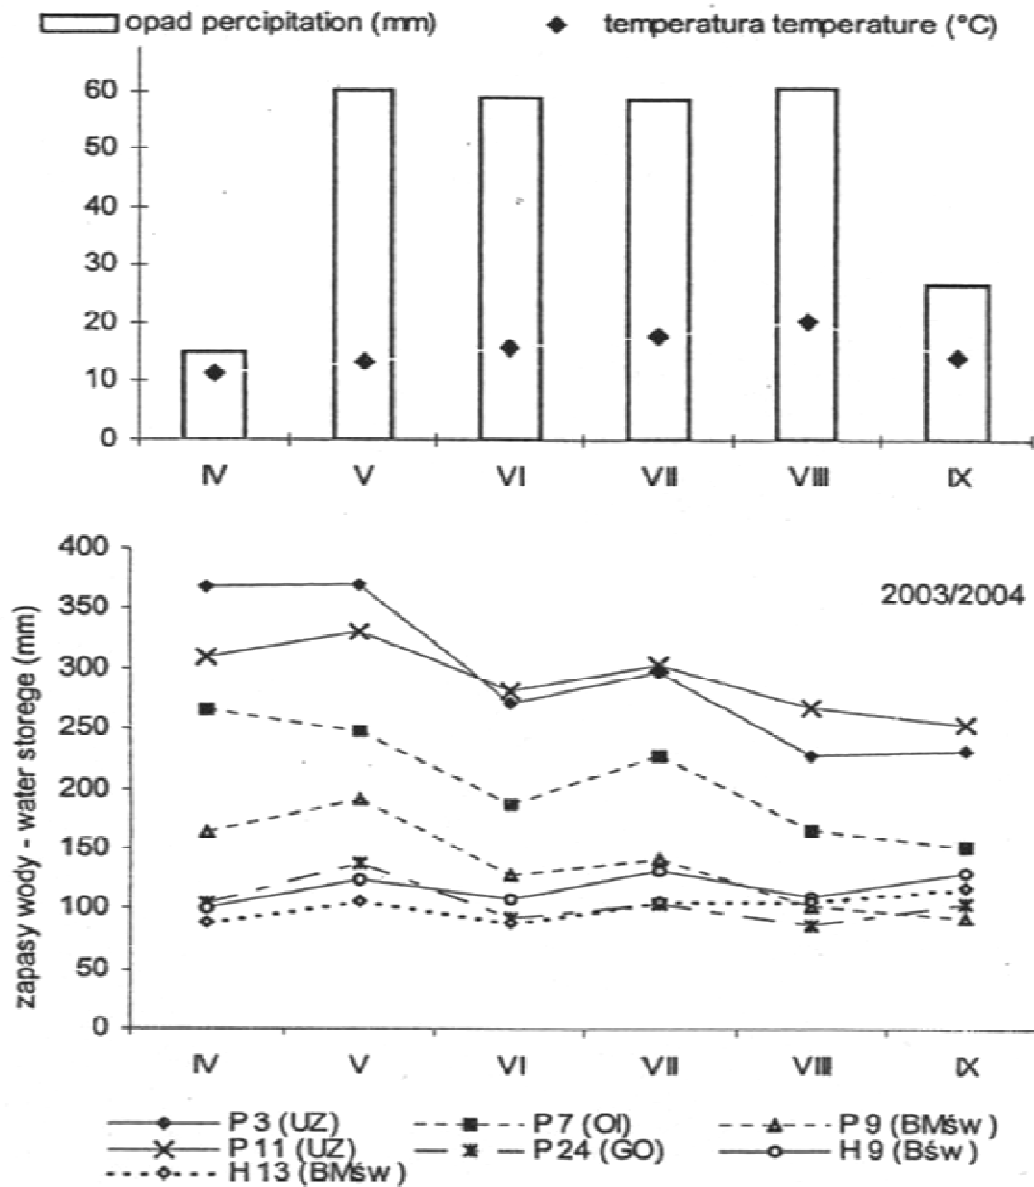 opad percipitation (mm) temperatura temperature (°C)
60
50
40
30
20
10
0
IV V VI VII VIII IX
400
350
300
250
200
150
100
50
0
zapasy wody - water storege (mm)
2003/2004
IV V VI VII VIII IX
P 3 (UZ) P 7 (Ol) P 9 (BMśw)
P 11 (UZ) P 24 (GO) H 9 (Bśw)
H 13 (BMśw)